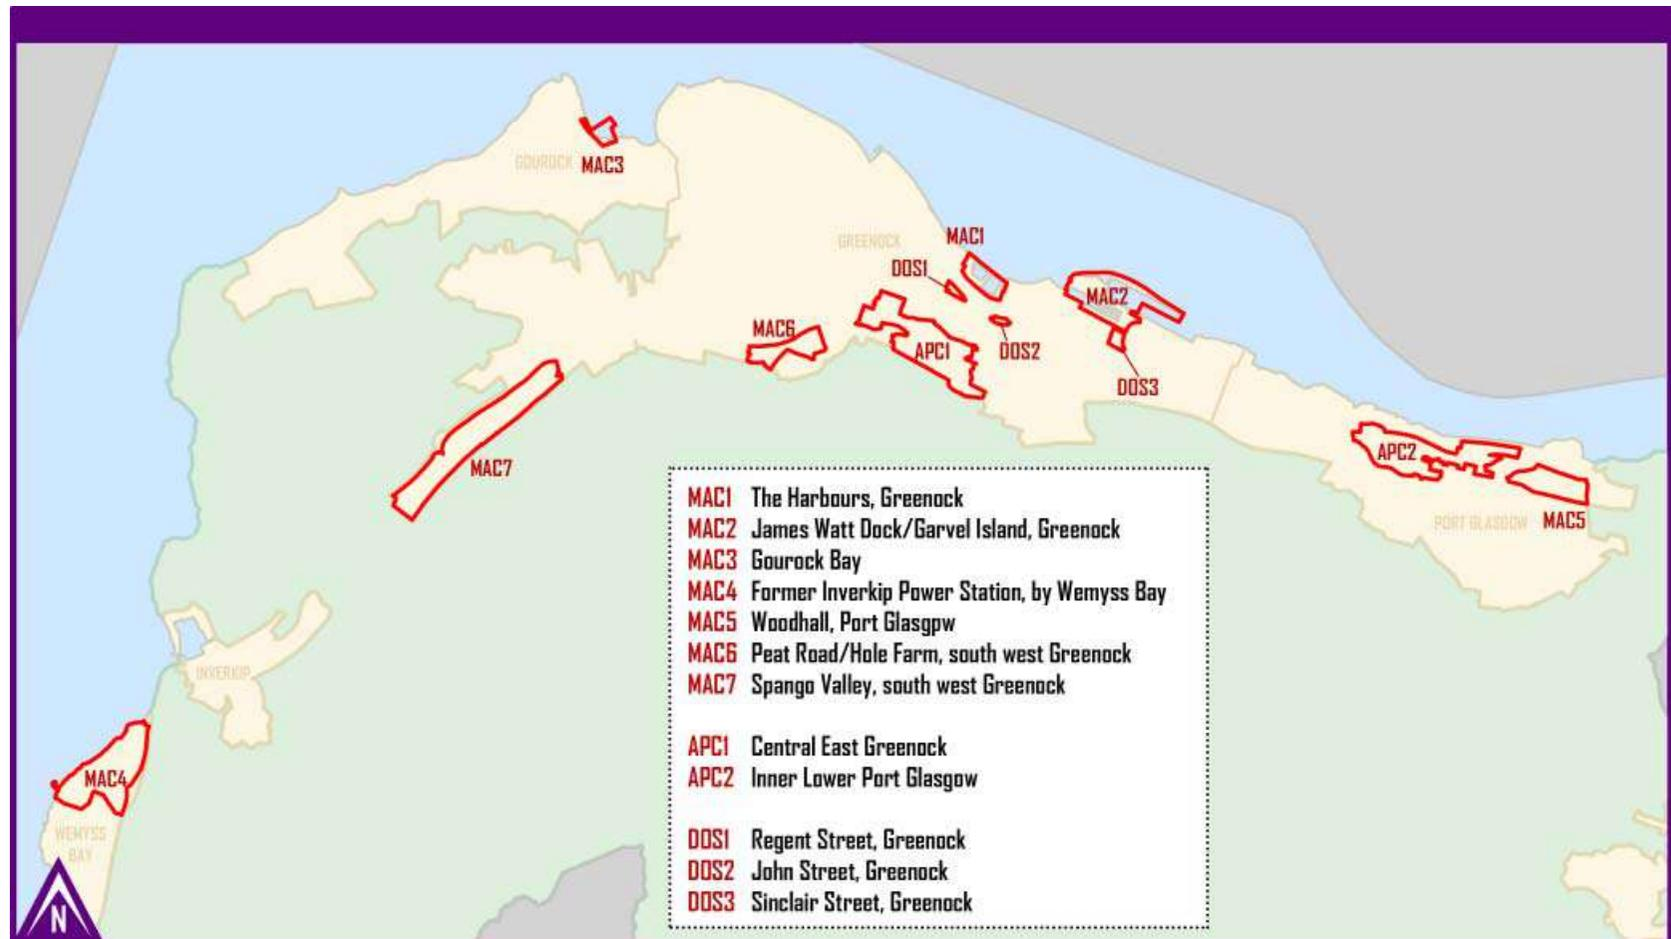 GOUROCK
MAC3
GREENOCK
MAC1
DOS1
MAC2
MAC6
APC1
DOS2
DOS3
MAC7
APC2
PORT GLASGOW
MAC5
INVERKIP
MAC4
WEMYSS
BAY
N
MAC1 The Harbours, Greenock
MAC2 James Watt Dock/Garvel Island, Greenock
MAC3 Gourock Bay
MAC4 Former Inverkip Power Station, by Wemyss Bay
MAC5 Woodhall, Port Glasgpw
MAC6 Peat Road/Hole Farm, south west Greenock
MAC7 Spango Valley, south west Greenock
APC1 Central East Greenock
APC2 Inner Lower Port Glasgow
DOS1 Regent Street, Greenock
DOS2 John Street, Greenock
DOS3 Sinclair Street, Greenock